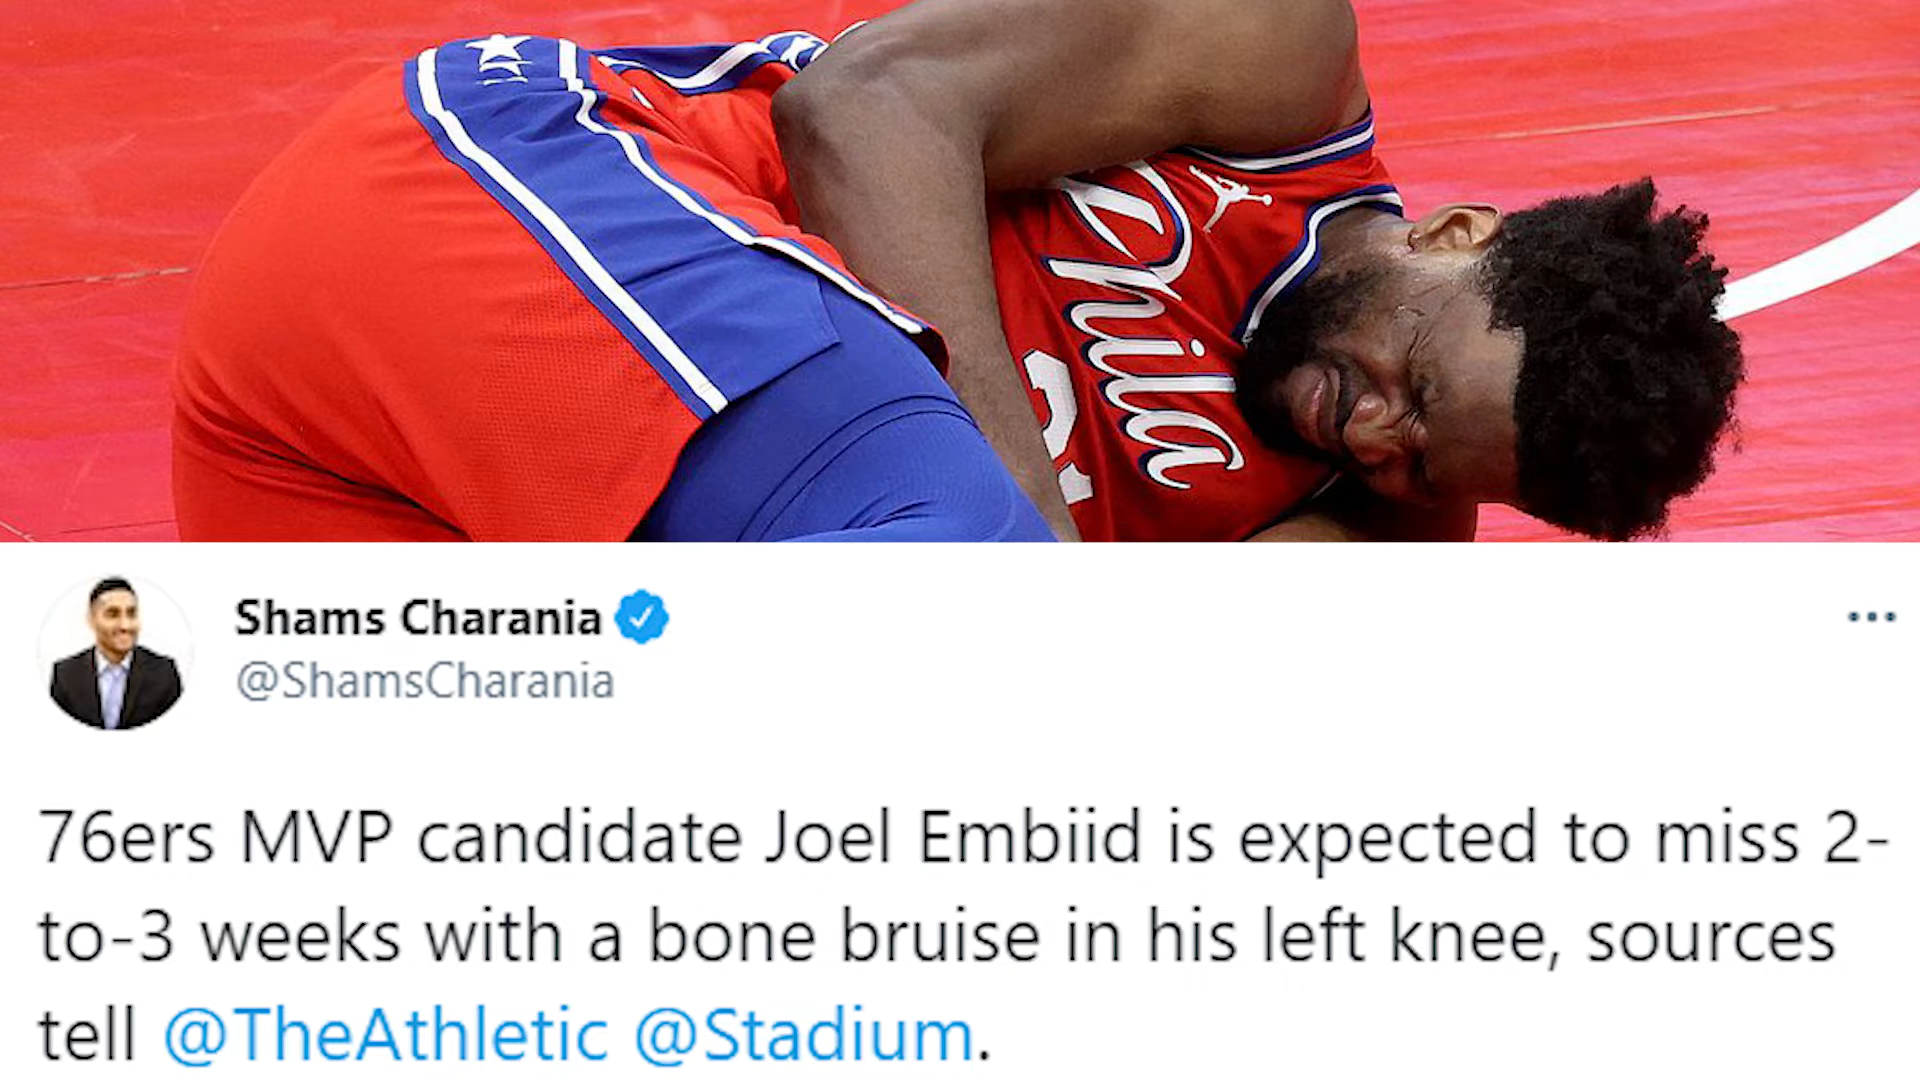 Phila
21
Shams Charania
@ShamsCharania
76ers MVP candidate Joel Embiid is expected to miss 2-
to-3 weeks with a bone bruise in his left knee, sources
tell @TheAthletic @Stadium.